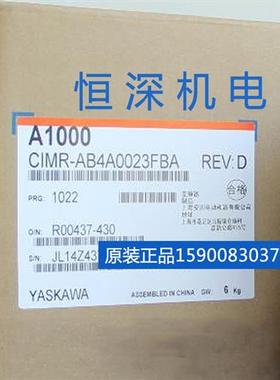 恒深机电
A1000
CIMR-AB4A0023FBA
REV: D
PRG: 1022
合格
O/N: R00437-430
S/N: JL14Z43
原装正品15900083037
YASKAWA
ASSEMBLED IN CHINA GW: 6 Kg